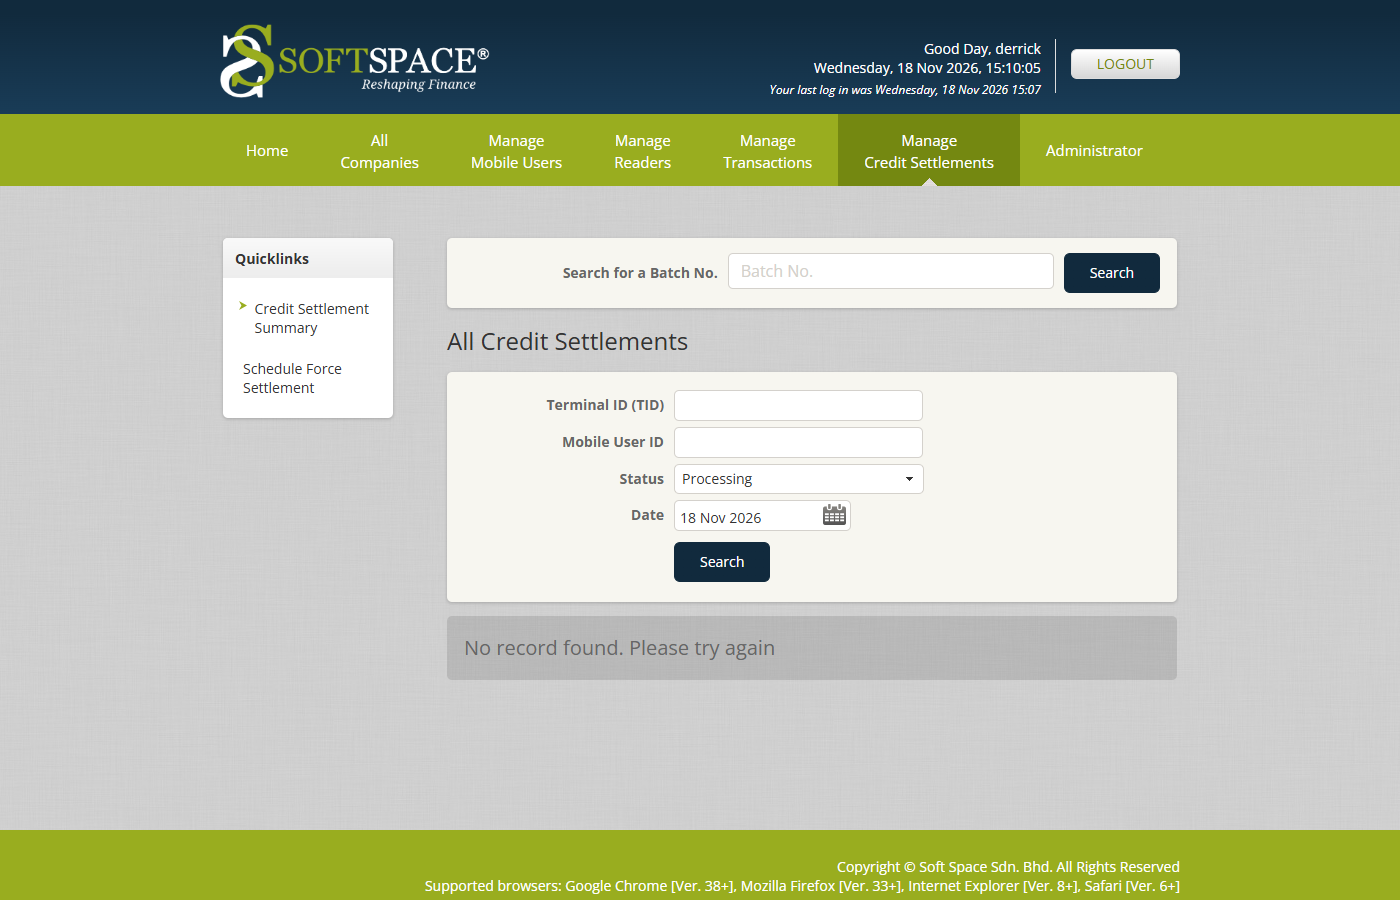 SOFTSPACE®
Reshaping Finance
Good Day, derrick
Wednesday, 18 Nov 2026, 15:10:05
Your last log in was Wednesday, 18 Nov 2026 15:07
LOGOUT
Home
All
Companies
Manage
Mobile Users
Manage
Readers
Manage
Transactions
Manage
Credit Settlements
Administrator
Quicklinks
Credit Settlement
Summary
Schedule Force
Settlement
Search for a Batch No. Batch No. Search
All Credit Settlements
Terminal ID (TID)
Mobile User ID
Status Processing
Date 18 Nov 2026
Search
No record found. Please try again
Copyright © Soft Space Sdn. Bhd. All Rights Reserved
Supported browsers: Google Chrome [Ver. 38+], Mozilla Firefox [Ver. 33+], Internet Explorer [Ver. 8+], Safari [Ver. 6+]